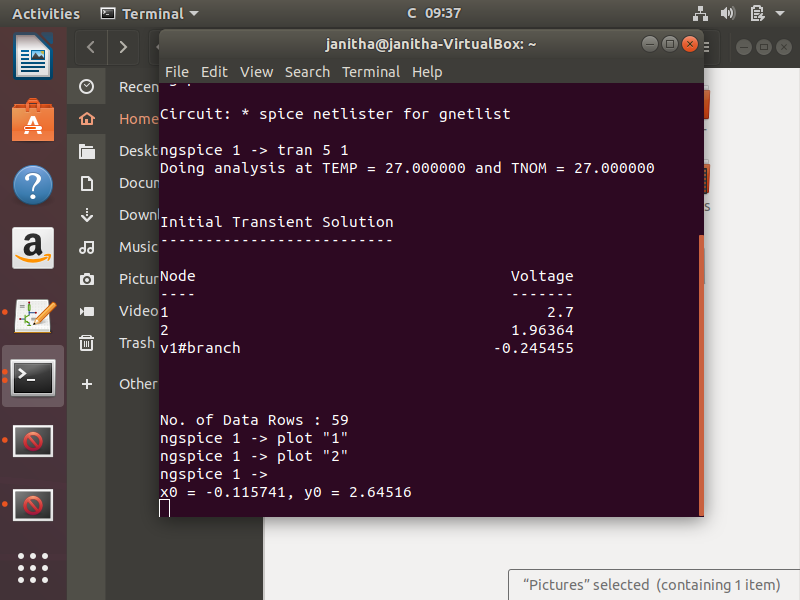 Activities
Terminal
C 09:37
janitha@janitha-VirtualBox: ~
File Edit View Search Terminal Help
Circuit: * spice netlister for gnetlist
ngspice 1 -> tran 5 1
Doing analysis at TEMP = 27.000000 and TNOM = 27.000000
Initial Transient Solution
--------------------------
Node Voltage
---- -------
1 2.7
2 1.96364
v1#branch -0.245455
No. of Data Rows : 59
ngspice 1 -> plot "1"
ngspice 1 -> plot "2"
ngspice 1 ->
x0 = -0.115741, y0 = 2.64516
Recen
Home
Deskt
Docum
Down
Music
Pictur
Video
Trash
Other
“Pictures” selected (containing 1 item)